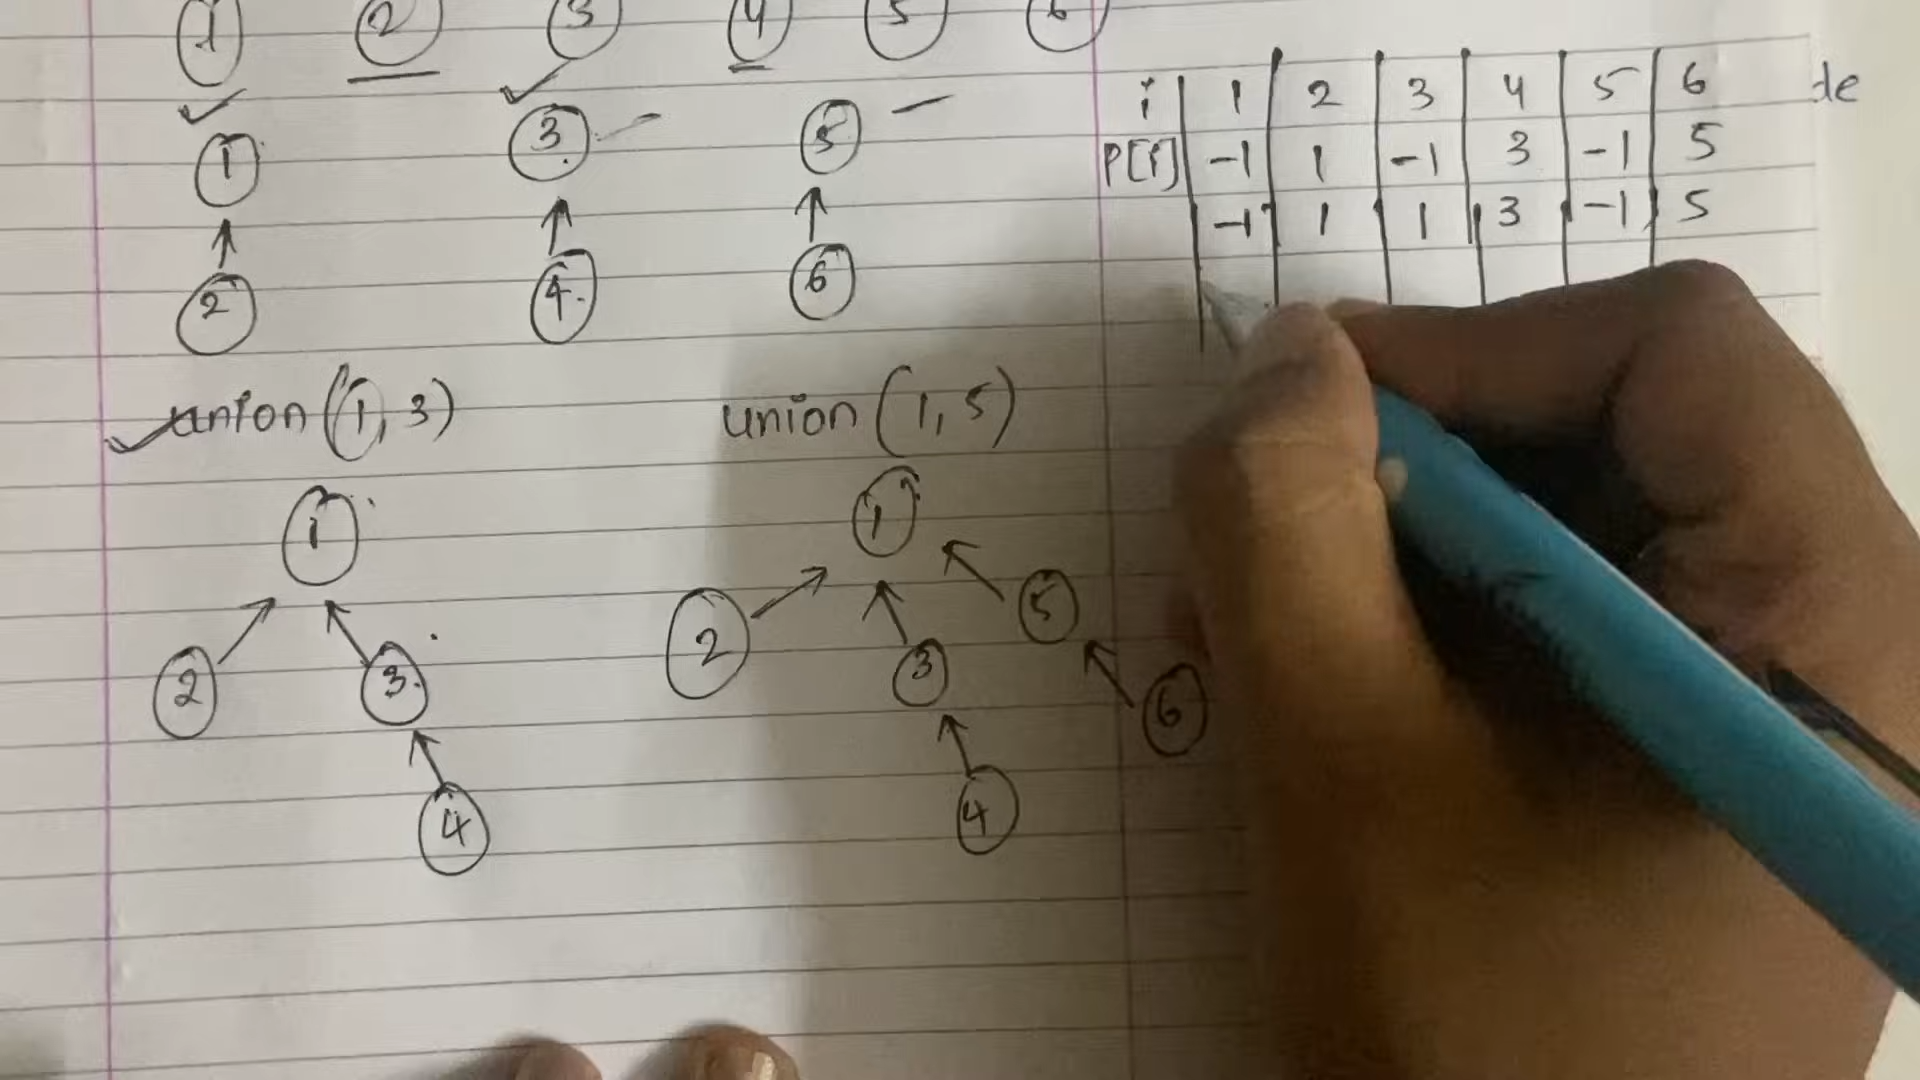 1 2 3 4 5 6
i 1 2 3 4 5 6 de
P[i] -1 1 -1 3 -1 5
-1 1 1 3 -1 5
1 3 5
2 4 6
union (1, 3) union (1, 5)
1 1
2 3 2 3 5
4 4 6